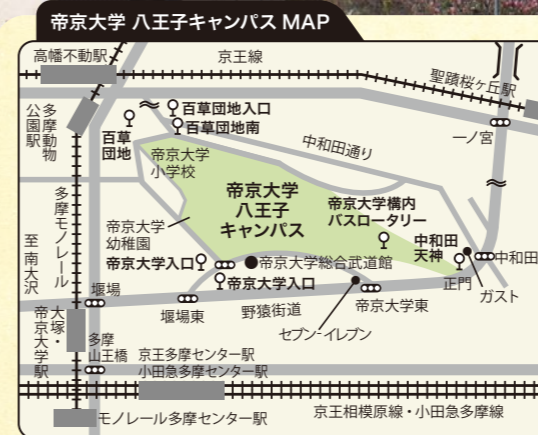 帝京大学 八王子キャンパス MAP
高幡不動駅
京王線
聖蹟桜ヶ丘駅
多摩動物
公園駅
百草団地入口
百草団地南
百草
団地
一ノ宮
中和田通り
帝京大学
小学校
帝京大学
八王子
キャンパス
帝京大学構内
バスロータリー
多摩モノレール
至 南大沢
帝京大学
幼稚園
中和田
天神
帝京大学入口
帝京大学総合武道館
中和田
正門
ガスト
帝京大学入口
堰場
堰場東
野猿街道
帝京大学東
セブン-イレブン
大塚・
帝京大学駅
多摩
山王橋
京王多摩センター駅
小田急多摩センター駅
モノレール多摩センター駅
京王相模原線・小田急多摩線